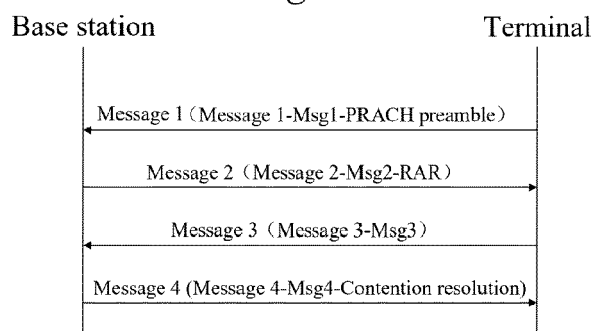 Base station Terminal
Message 1（Message 1-Msg1-PRACH preamble）
Message 2（Message 2-Msg2-RAR）
Message 3（Message 3-Msg3）
Message 4 (Message 4-Msg4-Contention resolution)